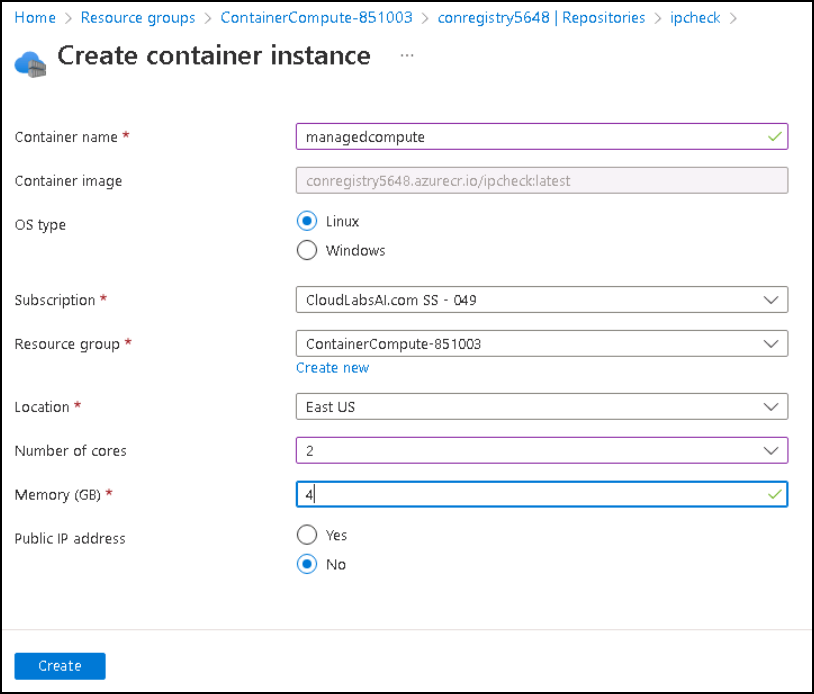 Home > Resource groups > ContainerCompute-851003 > conregistry5648 | Repositories > ipcheck >
Create container instance ...
Container name * managedcompute
Container image conregistry5648.azurecr.io/ipcheck:latest
OS type Linux
Windows
Subscription * CloudLabsAI.com SS - 049
Resource group * ContainerCompute-851003
Create new
Location * East US
Number of cores 2
Memory (GB) * 4
Public IP address Yes
No
Create